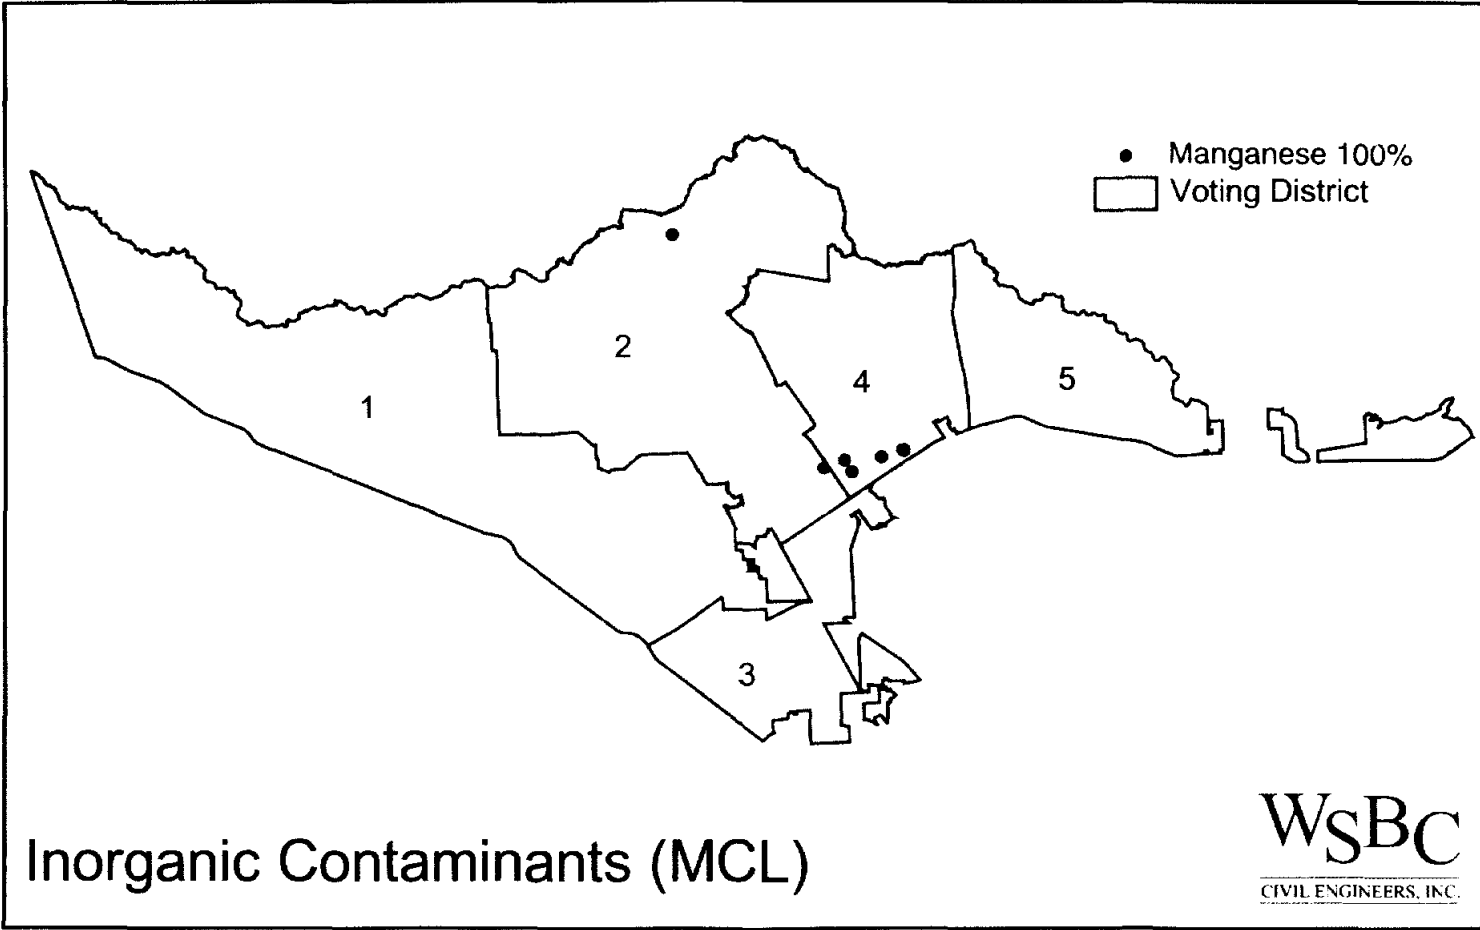 Manganese 100%
Voting District
2
4
5
1
3
Inorganic Contaminants (MCL)
WSBC
CIVIL ENGINEERS, INC.